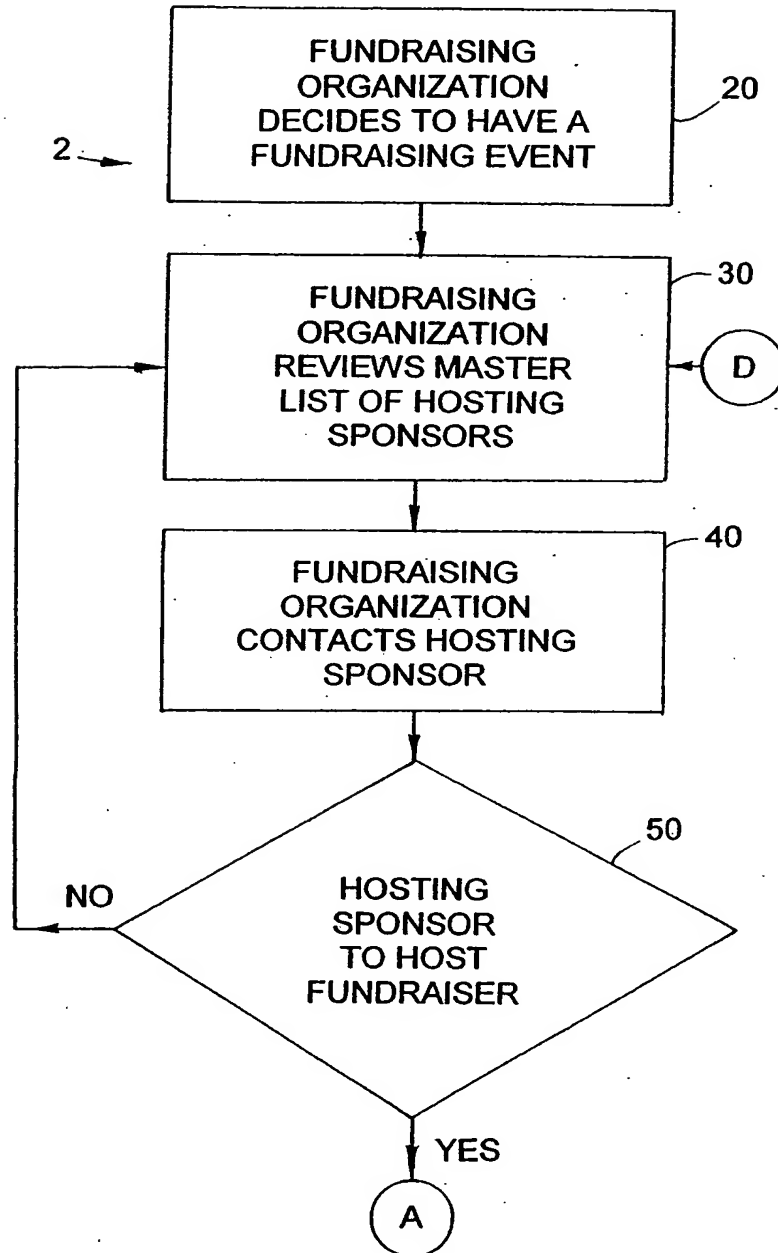 FUNDRAISING
ORGANIZATION
DECIDES TO HAVE A
FUNDRAISING EVENT
20
2
FUNDRAISING
ORGANIZATION
REVIEWS MASTER
LIST OF HOSTING
SPONSORS
30
D
FUNDRAISING
ORGANIZATION
CONTACTS HOSTING
SPONSOR
40
HOSTING
SPONSOR
TO HOST
FUNDRAISER
50
NO
YES
A